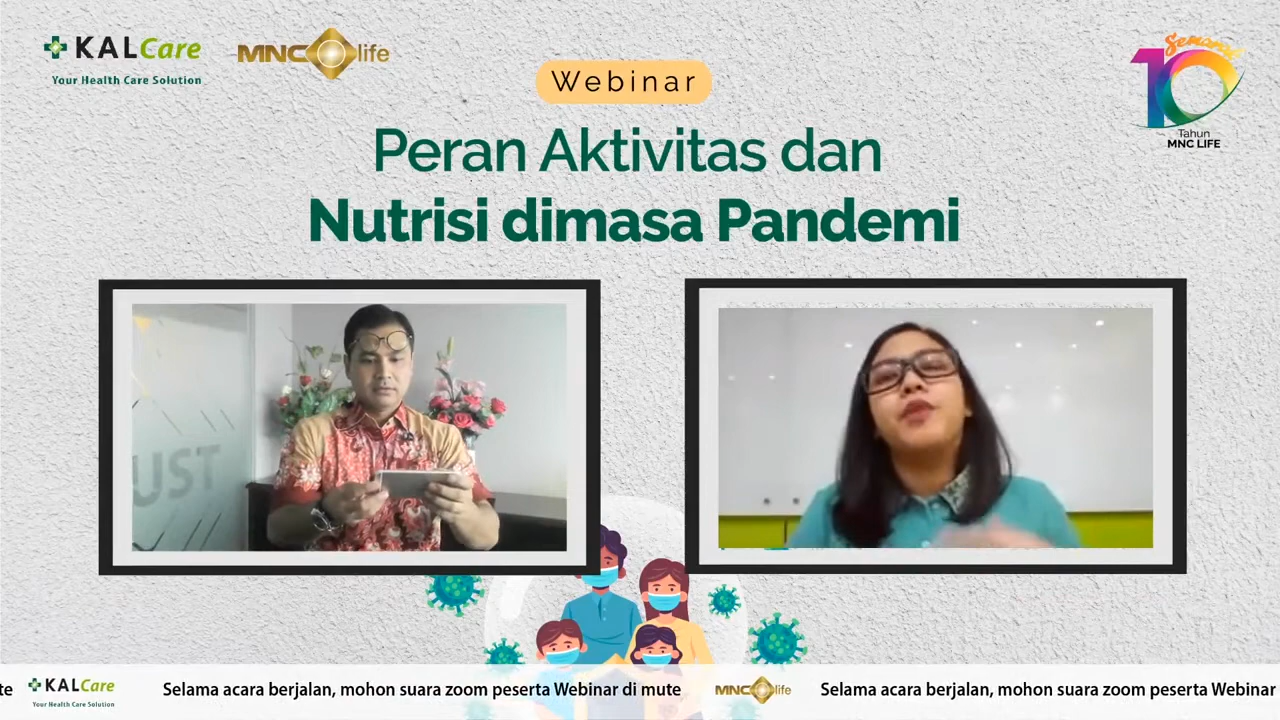 KALCare
Your Health Care Solution
MNC life
Webinar
Semarak
10
Tahun
MNC LIFE
Peran Aktivitas dan
Nutrisi dimasa Pandemi
UST
te KALCare Selama acara berjalan, mohon suara zoom peserta Webinar di mute MNC life Selama acara berjalan, mohon suara zoom peserta Webinar
Your Health Care Solution